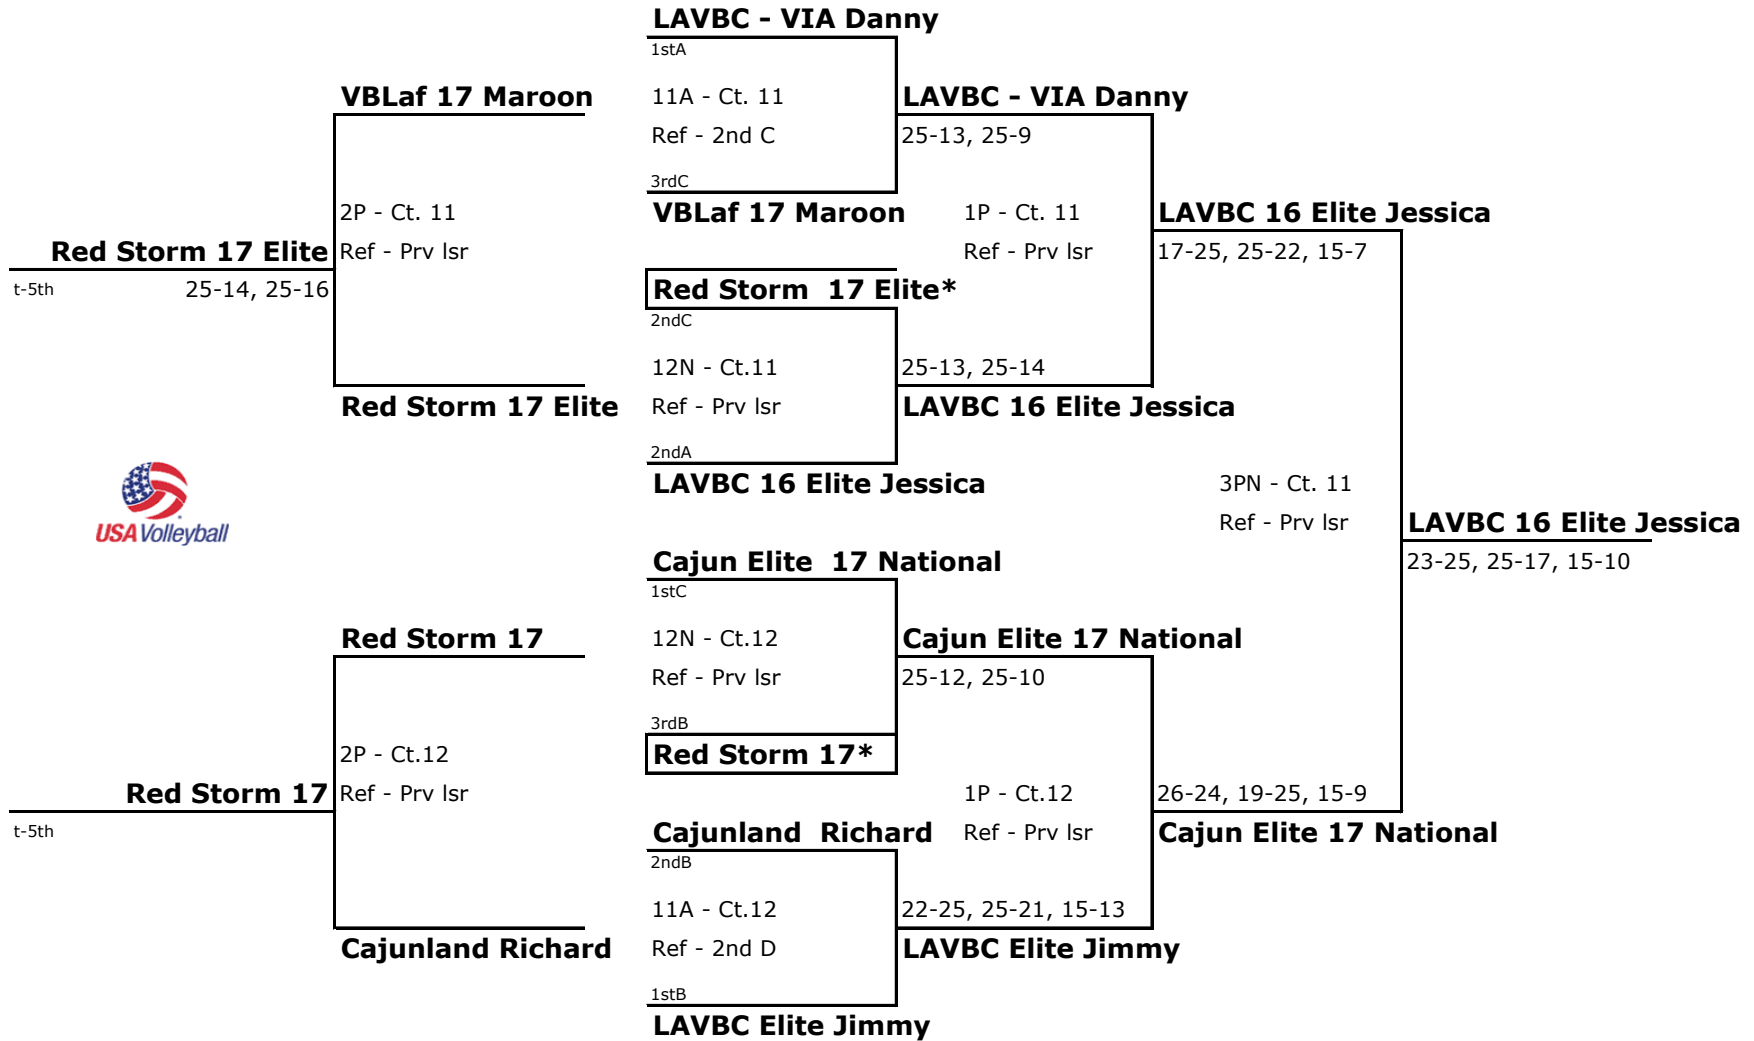 LAVBC - VIA Danny
1stA
VBLaf 17 Maroon
11A - Ct. 11
LAVBC - VIA Danny
Ref - 2nd C
25-13, 25-9
3rdC
2P - Ct. 11
VBLaf 17 Maroon
1P - Ct. 11
LAVBC 16 Elite Jessica
Red Storm 17 Elite
Ref - Prv lsr
Ref - Prv lsr
17-25, 25-22, 15-7
t-5th
25-14, 25-16
Red Storm  17 Elite*
2ndC
12N - Ct.11
25-13, 25-14
Red Storm 17 Elite
Ref - Prv lsr
LAVBC 16 Elite Jessica
2ndA
LAVBC 16 Elite Jessica
3PN - Ct. 11
USA Volleyball
Ref - Prv lsr
LAVBC 16 Elite Jessica
Cajun Elite  17 National
23-25, 25-17, 15-10
1stC
Red Storm 17
12N - Ct.12
Cajun Elite 17 National
Ref - Prv lsr
25-12, 25-10
3rdB
2P - Ct.12
Red Storm 17*
Red Storm 17
Ref - Prv lsr
1P - Ct.12
26-24, 19-25, 15-9
t-5th
Cajunland  Richard
Ref - Prv lsr
Cajun Elite 17 National
2ndB
11A - Ct.12
22-25, 25-21, 15-13
Cajunland Richard
Ref - 2nd D
LAVBC Elite Jimmy
1stB
LAVBC Elite Jimmy